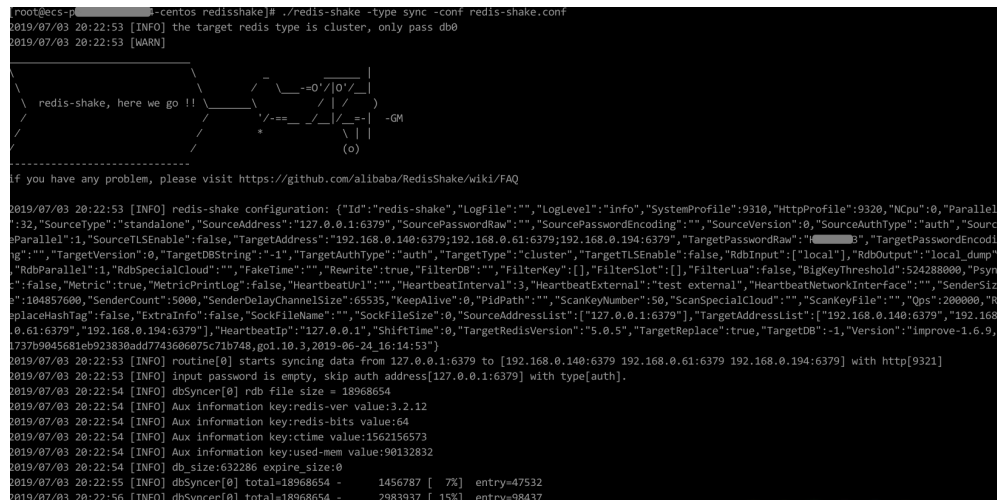 [root@ecs-p 4-centos redisshake]# ./redis-shake -type sync -conf redis-shake.conf
2019/07/03 20:22:53 [INFO] the target redis type is cluster, only pass db0
2019/07/03 20:22:53 [WARN]
______________________________
\                             \           _         ______ |
 \                             \        /   \___-=O'/|O'/__|
  \   redis-shake, here we go !! \_______\          / | /    )
  /                             /        '/-==__ _/__|/__=-|  -GM
 /                             /         *              \ | |
/                             /                        (o)
------------------------------
if you have any problem, please visit https://github.com/alibaba/RedisShake/wiki/FAQ
2019/07/03 20:22:53 [INFO] redis-shake configuration: {"Id":"redis-shake","LogFile":"","LogLevel":"info","SystemProfile":9310,"HttpProfile":9320,"NCpu":0,"Parallel
":32,"SourceType":"standalone","SourceAddress":"127.0.0.1:6379","SourcePasswordRaw":"","SourcePasswordEncoding":"","SourceVersion":0,"SourceAuthType":"auth","Sourc
eParallel":1,"SourceTLSEnable":false,"TargetAddress":"192.168.0.140:6379;192.168.0.61:6379;192.168.0.194:6379","TargetPasswordRaw":"H 3","TargetPasswordEncodi
ng":"","TargetVersion":0,"TargetDBString":"-1","TargetAuthType":"auth","TargetType":"cluster","TargetTLSEnable":false,"RdbInput":["local"],"RdbOutput":"local_dump"
,"RdbParallel":1,"RdbSpecialCloud":"","FakeTime":"","Rewrite":true,"FilterDB":"","FilterKey":[],"FilterSlot":[],"FilterLua":false,"BigKeyThreshold":524288000,"Psyn
c":false,"Metric":true,"MetricPrintLog":false,"HeartbeatUrl":"","HeartbeatInterval":3,"HeartbeatExternal":"test external","HeartbeatNetworkInterface":"","SenderSiz
e":104857600,"SenderCount":5000,"SenderDelayChannelSize":65535,"KeepAlive":0,"PidPath":"","ScanKeyNumber":50,"ScanSpecialCloud":"","ScanKeyFile":"","Qps":200000,"R
eplaceHashTag":false,"ExtraInfo":false,"SockFileName":"","SockFileSize":0,"SourceAddressList":["127.0.0.1:6379"],"TargetAddressList":["192.168.0.140:6379","192.168
.0.61:6379","192.168.0.194:6379"],"HeartbeatIp":"127.0.0.1","ShiftTime":0,"TargetRedisVersion":"5.0.5","TargetReplace":true,"TargetDB":-1,"Version":"improve-1.6.9,
1737b9045681eb923830add7743606075c71b748,go1.10.3,2019-06-24_16:14:53"}
2019/07/03 20:22:53 [INFO] routine[0] starts syncing data from 127.0.0.1:6379 to [192.168.0.140:6379 192.168.0.61:6379 192.168.0.194:6379] with http[9321]
2019/07/03 20:22:53 [INFO] input password is empty, skip auth address[127.0.0.1:6379] with type[auth].
2019/07/03 20:22:54 [INFO] dbSyncer[0] rdb file size = 18968654
2019/07/03 20:22:54 [INFO] Aux information key:redis-ver value:3.2.12
2019/07/03 20:22:54 [INFO] Aux information key:redis-bits value:64
2019/07/03 20:22:54 [INFO] Aux information key:ctime value:1562156573
2019/07/03 20:22:54 [INFO] Aux information key:used-mem value:90132832
2019/07/03 20:22:54 [INFO] db_size:632286 expire_size:0
2019/07/03 20:22:55 [INFO] dbSyncer[0] total=18968654 -      1456787 [  7%]  entry=47532
2019/07/03 20:22:56 [INFO] dbSyncer[0] total=18968654 -      2983937 [ 15%]  entry=98437